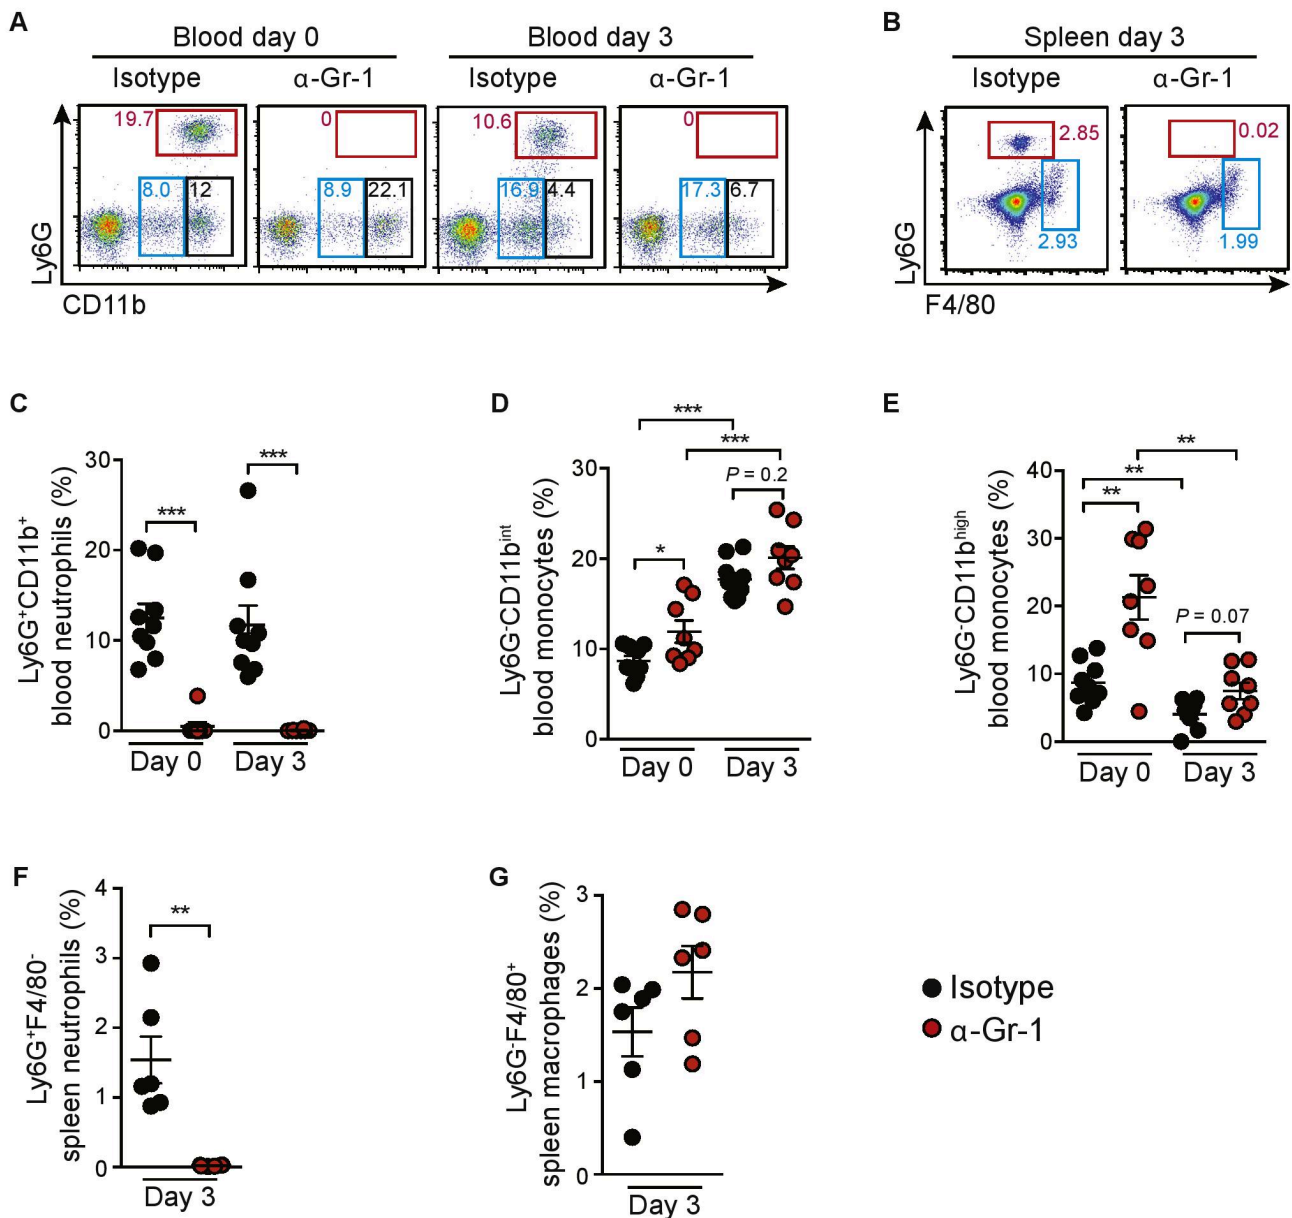 A
Blood day 0
Blood day 3
Isotype
α-Gr-1
Isotype
α-Gr-1
19.7
8.0
12
0
8.9
22.1
10.6
16.9
4.4
0
17.3
6.7
Ly6G
CD11b
B
Spleen day 3
Isotype
α-Gr-1
2.85
2.93
0.02
1.99
Ly6G
F4/80
C
Ly6G⁺CD11b⁺
blood neutrophils (%)
30
20
10
0
***
***
Day 0
Day 3
D
Ly6G⁻CD11bⁱⁿᵗ
blood monocytes (%)
30
20
10
0
***
***
P = 0.2
*
Day 0
Day 3
E
Ly6G⁻CD11bʰⁱᵍʰ
blood monocytes (%)
40
30
20
10
0
**
**
**
P = 0.07
Day 0
Day 3
F
Ly6G⁺F4/80⁻
spleen neutrophils (%)
4
3
2
1
0
**
Day 3
G
Ly6G⁻F4/80⁺
spleen macrophages (%)
3
2
1
0
Day 3
Isotype
α-Gr-1